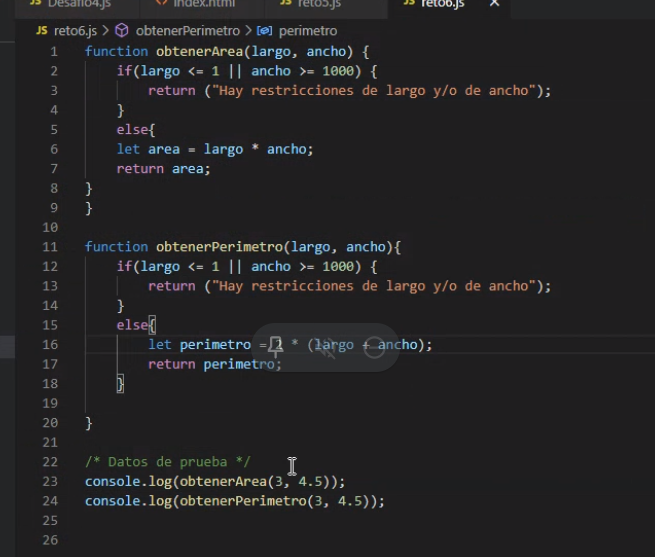 JS Desafio4.js <> index.html JS reto5.js JS reto6.js ×
JS reto6.js > obtenerPerimetro > perimetro
1 function obtenerArea(largo, ancho) {
2 if(largo <= 1 || ancho >= 1000) {
3 return ("Hay restricciones de largo y/o de ancho");
4 }
5 else{
6 let area = largo * ancho;
7 return area;
8 }
9 }
10
11 function obtenerPerimetro(largo, ancho){
12 if(largo <= 1 || ancho >= 1000) {
13 return ("Hay restricciones de largo y/o de ancho");
14 }
15 else{
16 let perimetro = 2 * (largo + ancho);
17 return perimetro;
18 }
19
20 }
21
22 /* Datos de prueba */
23 console.log(obtenerArea(3, 4.5));
24 console.log(obtenerPerimetro(3, 4.5));
25
26